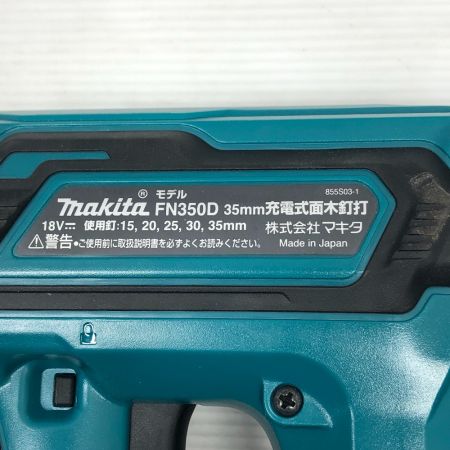 855S03-1
makita® モデル FN350D 35mm充電式面木釘打
18V⎓ 使用釘:15, 20, 25, 30, 35mm 株式会社マキタ
⚠警告●ご使用前に取扱説明書を必ずよくお読みください。 Made in Japan